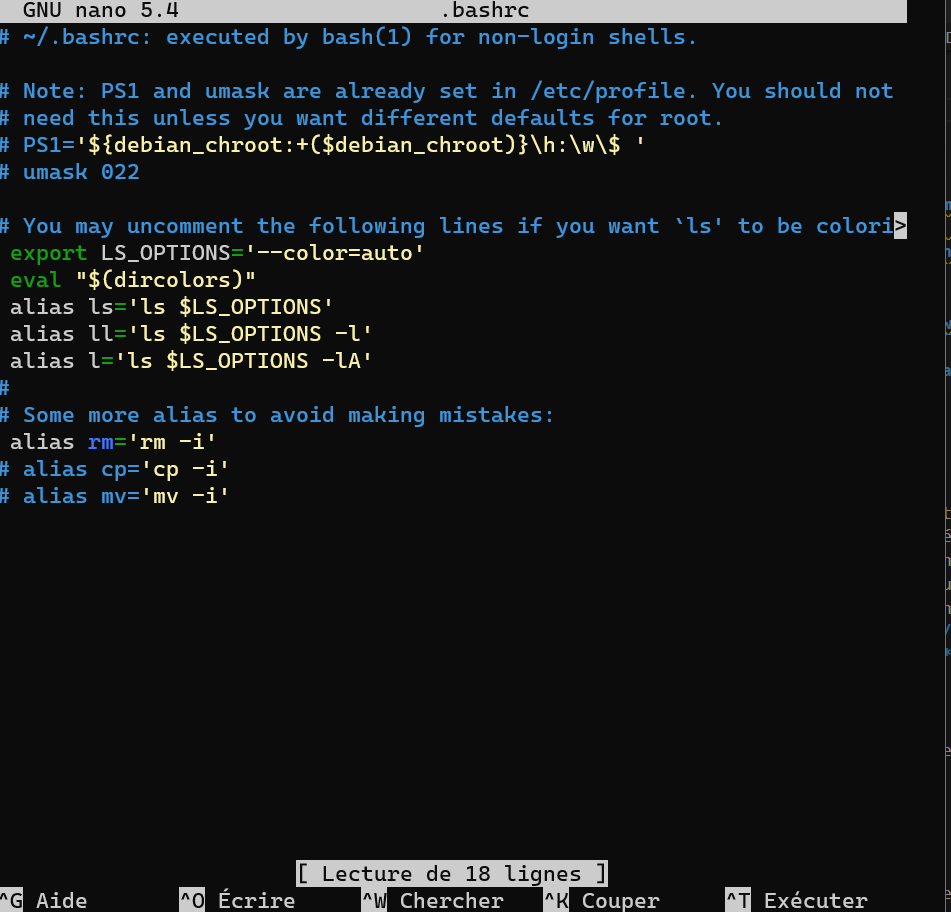 GNU nano 5.4 .bashrc
# ~/.bashrc: executed by bash(1) for non-login shells.
# Note: PS1 and umask are already set in /etc/profile. You should not
# need this unless you want different defaults for root.
# PS1='${debian_chroot:+($debian_chroot)}\h:\w\$ '
# umask 022
# You may uncomment the following lines if you want `ls' to be colori>
export LS_OPTIONS='--color=auto'
eval "$(dircolors)"
alias ls='ls $LS_OPTIONS'
alias ll='ls $LS_OPTIONS -l'
alias l='ls $LS_OPTIONS -lA'
#
# Some more alias to avoid making mistakes:
alias rm='rm -i'
# alias cp='cp -i'
# alias mv='mv -i'
[ Lecture de 18 lignes ]
^G Aide ^O Écrire ^W Chercher ^K Couper ^T Exécuter